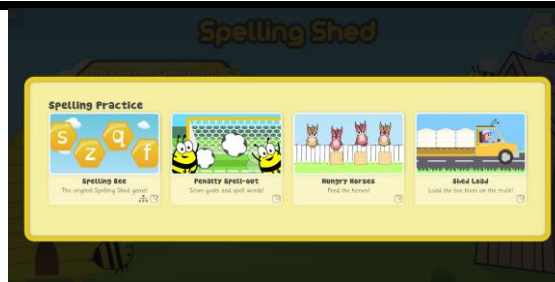 Spelling Shed
Spelling Practice
s z q f
Spelling Bee
The original Spelling Shed game!
Penalty Spell-out
Score goals and spell words!
Hungry Horses
Feed the horses!
Shed Load
Load the bee hives on the truck!